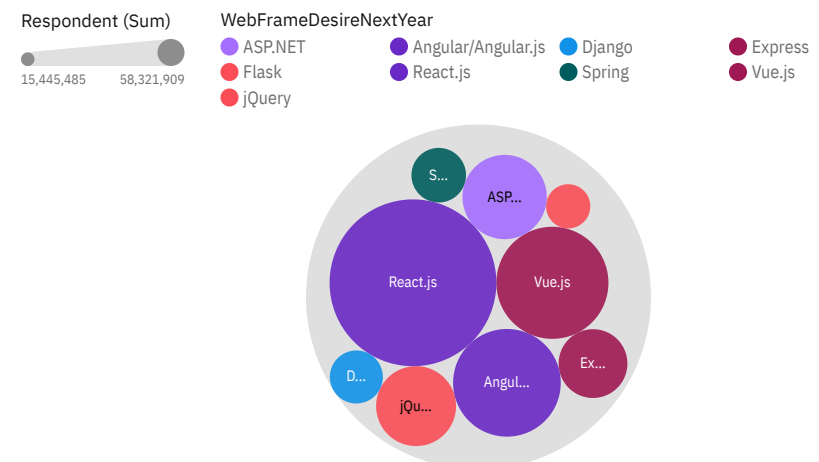 Respondent (Sum)
15,445,485 58,321,909
WebFrameDesireNextYear
ASP.NET Angular/Angular.js Django Express
Flask React.js Spring Vue.js
jQuery
S... ASP...
React.js Vue.js
Ex...
D... Angul...
jQu...